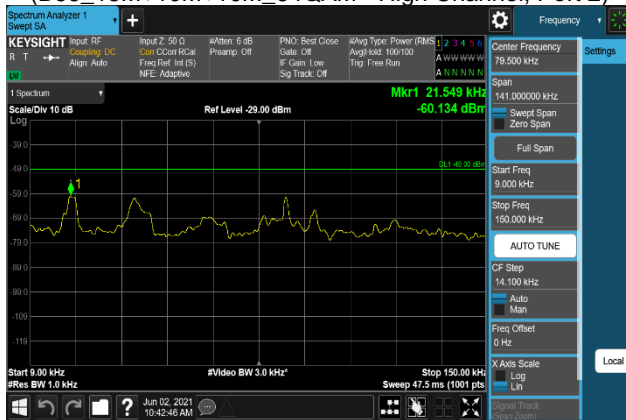 Spectrum Analyzer 1
Swept SA
Frequency
KEYSIGHT
R T
Input: RF
Coupling: DC
Align: Auto
Input Z: 50 Ω
Corr CCorr RCal
Freq Ref: Int (S)
NFE: Adaptive
#Atten: 6 dB
Preamp: Off
PNO: Best Close
Gate: Off
IF Gain: Low
Sig Track: Off
#Avg Type: Power (RMS
Avg|Hold: 100/100
Trig: Free Run
1 2 3 4 5 6
A W W W W W
A N N N N N
1 Spectrum
Scale/Div 10 dB
Log
Ref Level -29.00 dBm
Mkr1 21.549 kHz
-60.134 dBm
DL1 -49.00 dBm
1
-39.0
-49.0
-59.0
-69.0
-79.0
-89.0
-99.0
-109
-119
Start 9.00 kHz
#Video BW 3.0 kHz*
Stop 150.00 kHz
#Res BW 1.0 kHz
Sweep 47.5 ms (1001 pts
Center Frequency
79.500 kHz
Settings
Span
141.000000 kHz
Swept Span
Zero Span
Full Span
Start Freq
9.000 kHz
Stop Freq
150.000 kHz
AUTO TUNE
CF Step
14.100 kHz
Auto
Man
Freq Offset
0 Hz
X Axis Scale
Log
Lin
Local
Signal Track
(Span Zoom)
Jun 02, 2021
10:42:46 AM